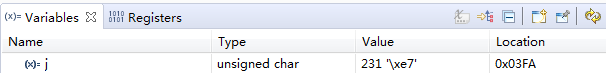 (x)= Variables 1010 0101 Registers
Name Type Value Location
(x)= j unsigned char 231 '\xe7' 0x03FA